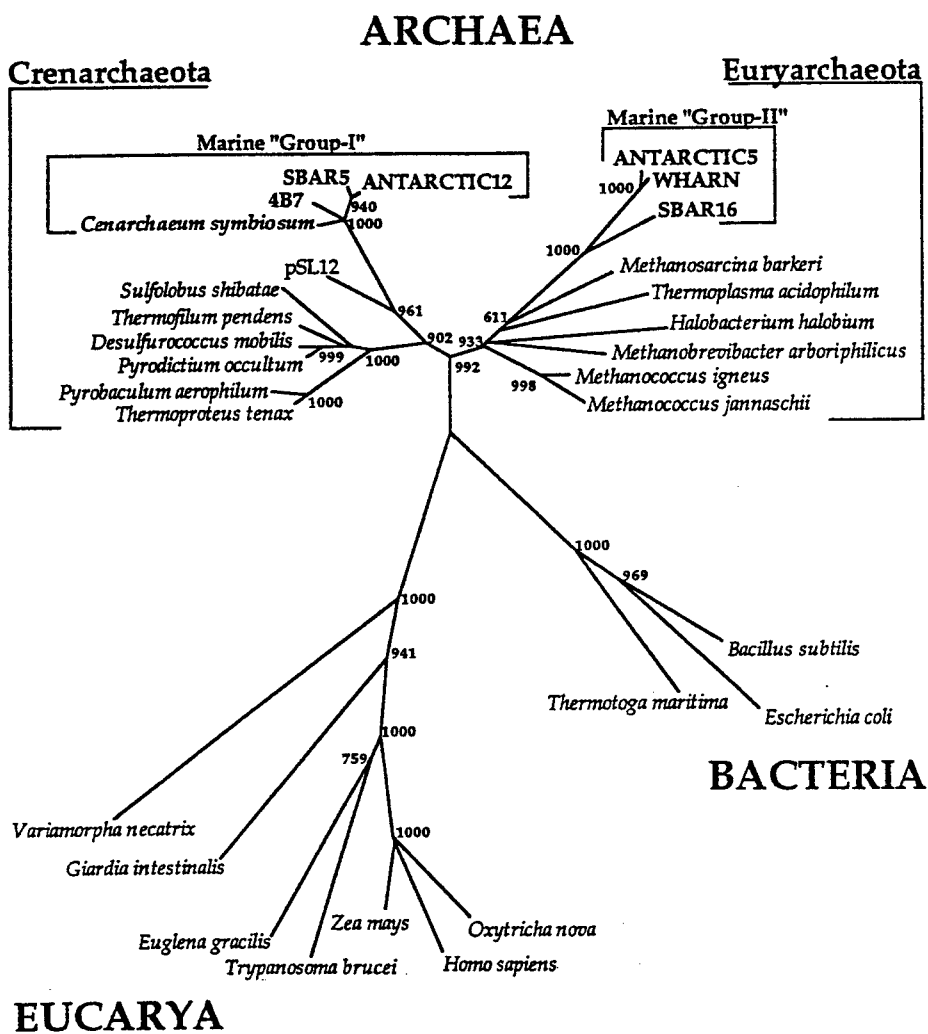 ARCHAEA
Crenarchaeota
Euryarchaeota
Marine "Group-I"
Marine "Group-II"
SBAR5
ANTARCTIC12
4B7
940
Cenarchaeum symbiosum
1000
ANTARCTIC5
1000
WHARN
SBAR16
1000
pSL12
Sulfolobus shibatae
961
Thermofilum pendens
Desulfurococcus mobilis
902
Pyrodictium occultum
999
1000
Pyrobaculum aerophilum
1000
Thermoproteus tenax
Methanosarcina barkeri
Thermoplasma acidophilum
611
Halobacterium halobium
933
Methanobrevibacter arboriphilicus
992
Methanococcus igneus
998
Methanococcus jannaschii
1000
969
Bacillus subtilis
Thermotoga maritima
Escherichia coli
BACTERIA
1000
941
1000
759
Variamorpha necatrix
1000
Giardia intestinalis
Zea mays
Oxytricha nova
Euglena gracilis
Trypanosoma brucei
Homo sapiens
EUCARYA